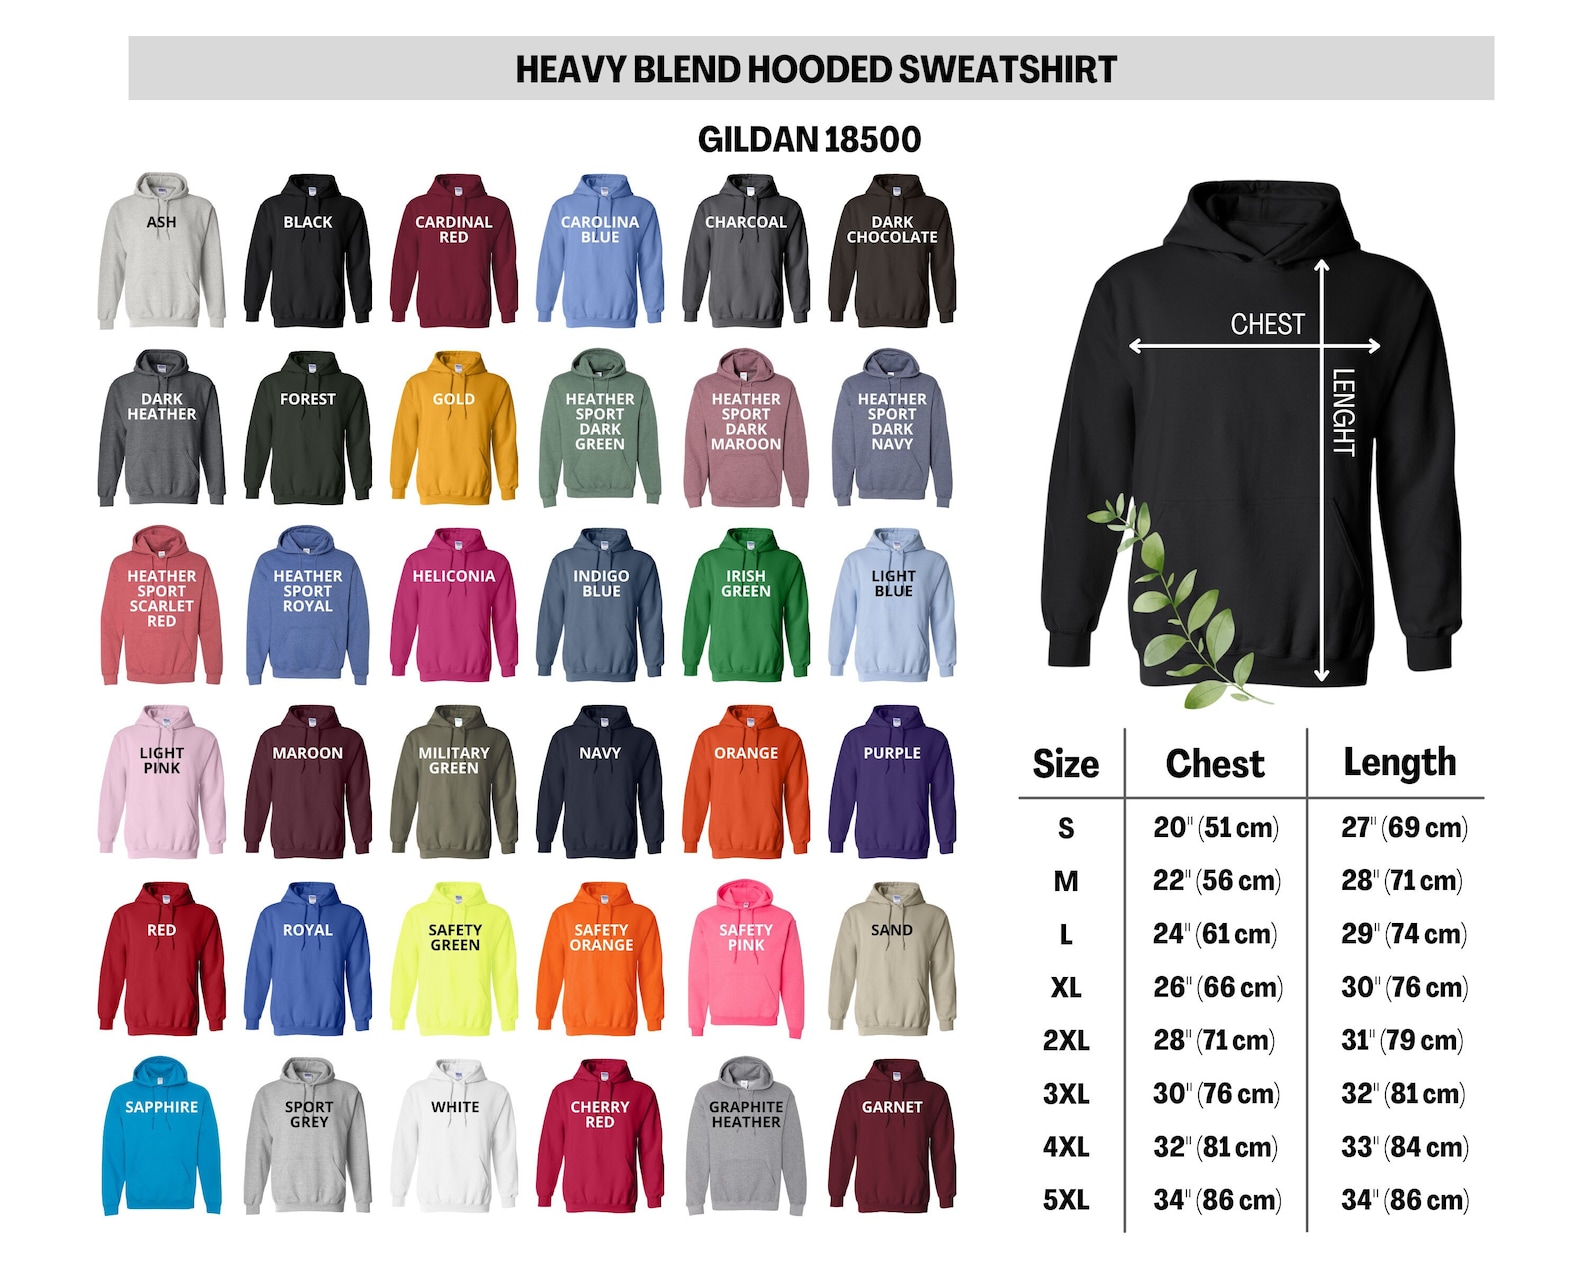 HEAVY BLEND HOODED SWEATSHIRT
GILDAN 18500
ASH
BLACK
CARDINAL
RED
CAROLINA
BLUE
CHARCOAL
DARK
CHOCOLATE
DARK
HEATHER
FOREST
GOLD
HEATHER
SPORT
DARK
GREEN
HEATHER
SPORT
DARK
MAROON
HEATHER
SPORT
DARK
NAVY
HEATHER
SPORT
SCARLET
RED
HEATHER
SPORT
ROYAL
HELICONIA
INDIGO
BLUE
IRISH
GREEN
LIGHT
BLUE
LIGHT
PINK
MAROON
MILITARY
GREEN
NAVY
ORANGE
PURPLE
RED
ROYAL
SAFETY
GREEN
SAFETY
ORANGE
SAFETY
PINK
SAND
SAPPHIRE
SPORT
GREY
WHITE
CHERRY
RED
GRAPHITE
HEATHER
GARNET
CHEST
LENGHT
Size Chest Length
S 20" (51 cm) 27" (69 cm)
M 22" (56 cm) 28" (71 cm)
L 24" (61 cm) 29" (74 cm)
XL 26" (66 cm) 30" (76 cm)
2XL 28" (71 cm) 31" (79 cm)
3XL 30" (76 cm) 32" (81 cm)
4XL 32" (81 cm) 33" (84 cm)
5XL 34" (86 cm) 34" (86 cm)